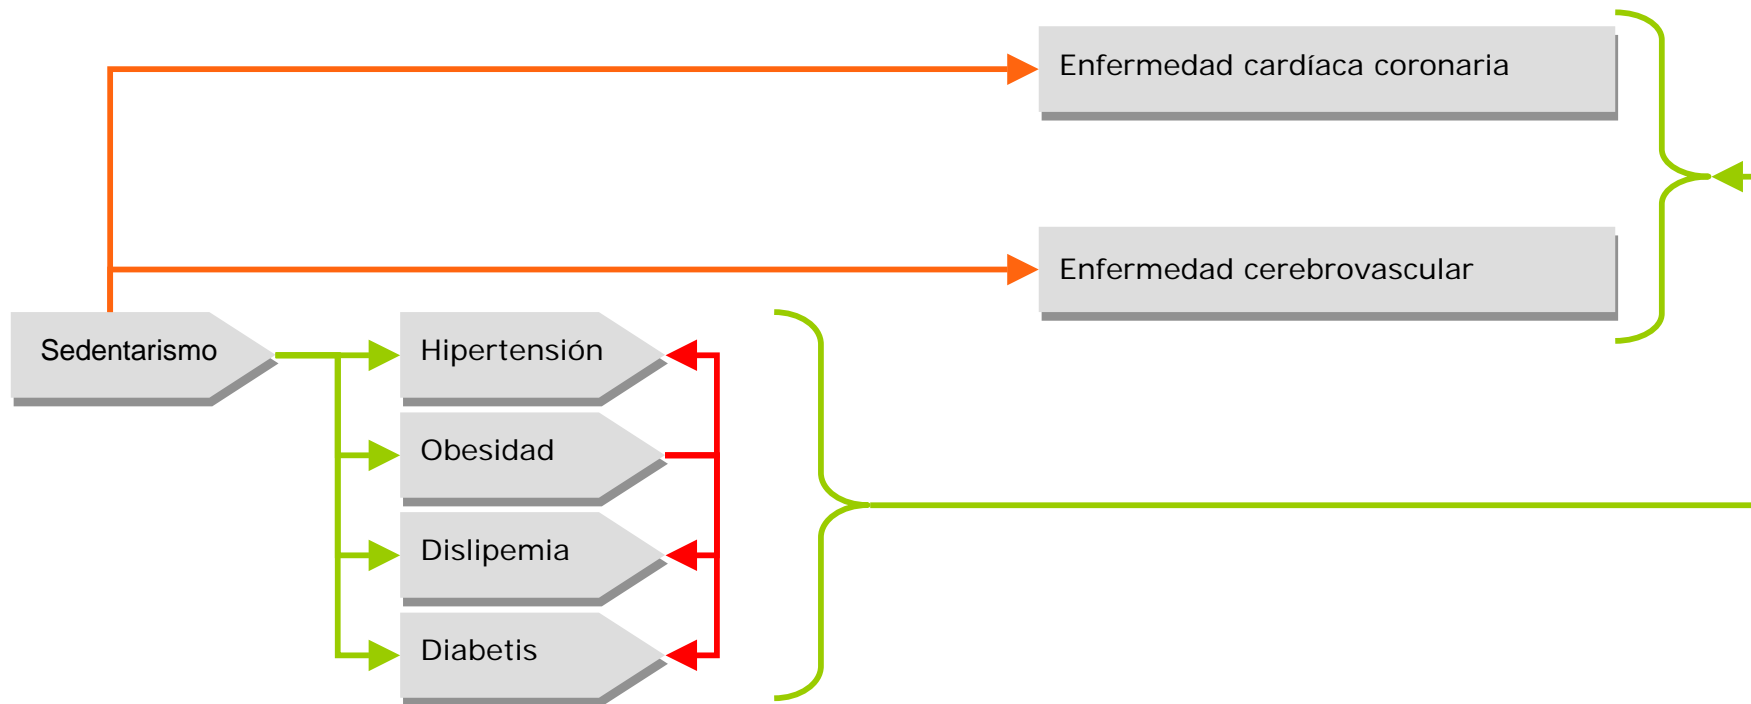 Enfermedad cardíaca coronaria
Enfermedad cerebrovascular
Sedentarismo
Hipertensión
Obesidad
Dislipemia
Diabetis